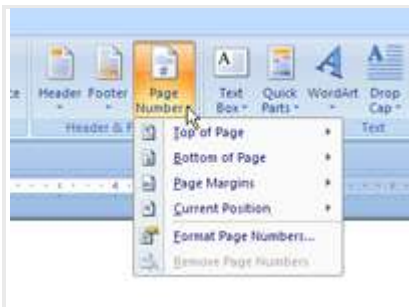 Header Footer Page Number Text Box Quick Parts WordArt Drop Cap
Header & F Text
Top of Page
Bottom of Page
Page Margins
Current Position
Format Page Numbers...
Remove Page Numbers